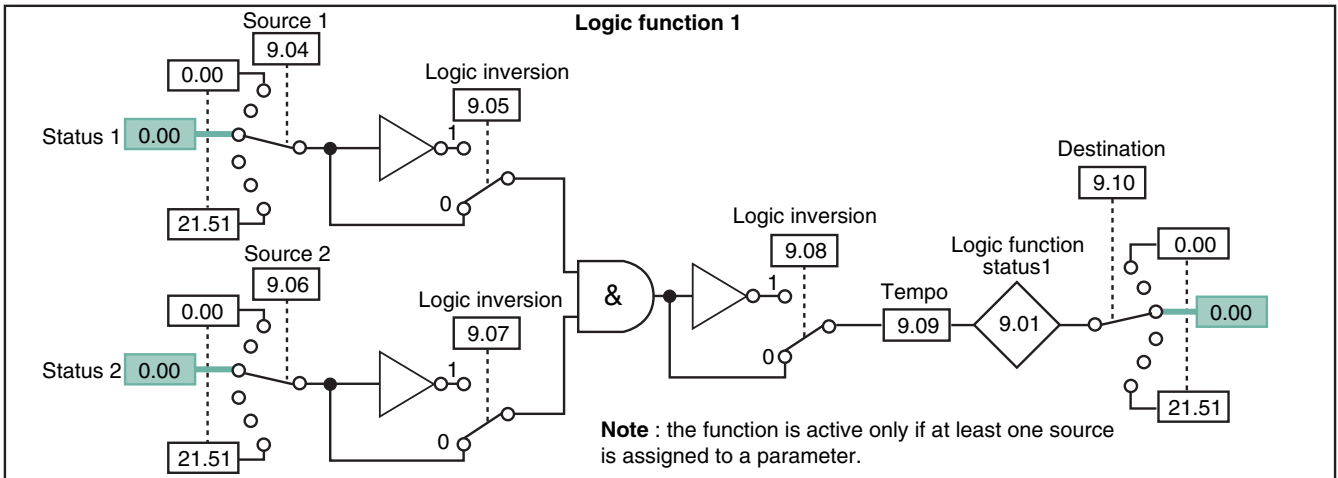 Logic function 1
Source 1
9.04
0.00
Logic inversion
9.05
Status 1 0.00
1
0
21.51
Source 2
9.06
0.00
Logic inversion
9.07
Status 2 0.00
1
0
21.51
&
Logic inversion
9.08
1
0
Tempo
9.09
Logic function
status1
9.01
Destination
9.10
0.00
0.00
21.51
Note : the function is active only if at least one source
is assigned to a parameter.